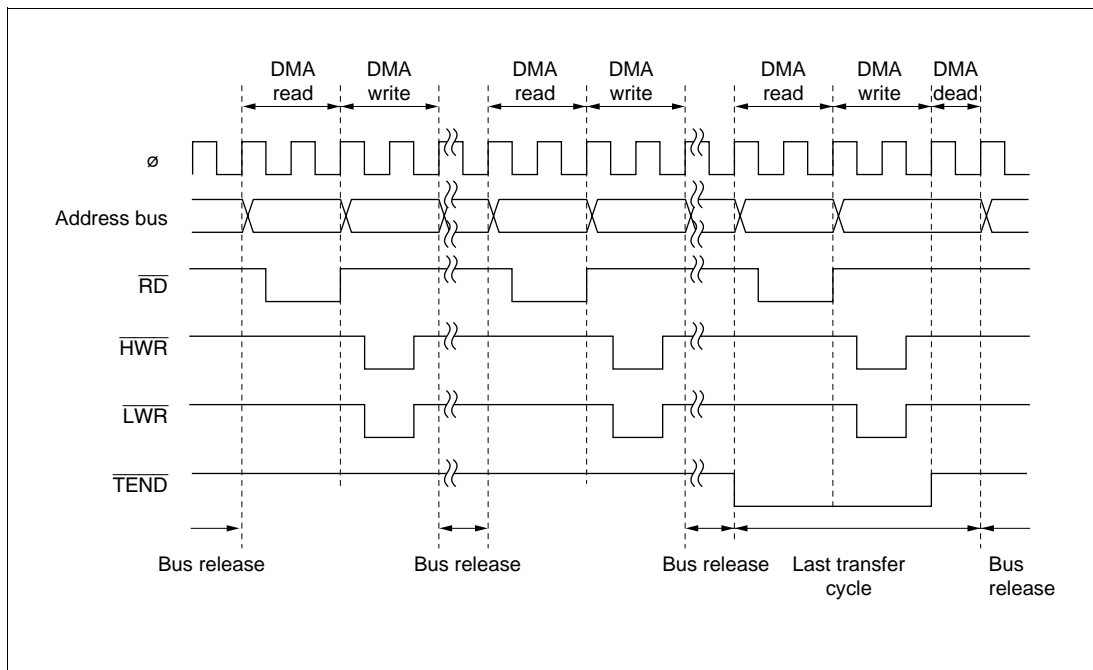 DMA read DMA write DMA read DMA write DMA read DMA write DMA dead
ø
Address bus
RD
HWR
LWR
TEND
Bus release Bus release Bus release Last transfer cycle Bus release